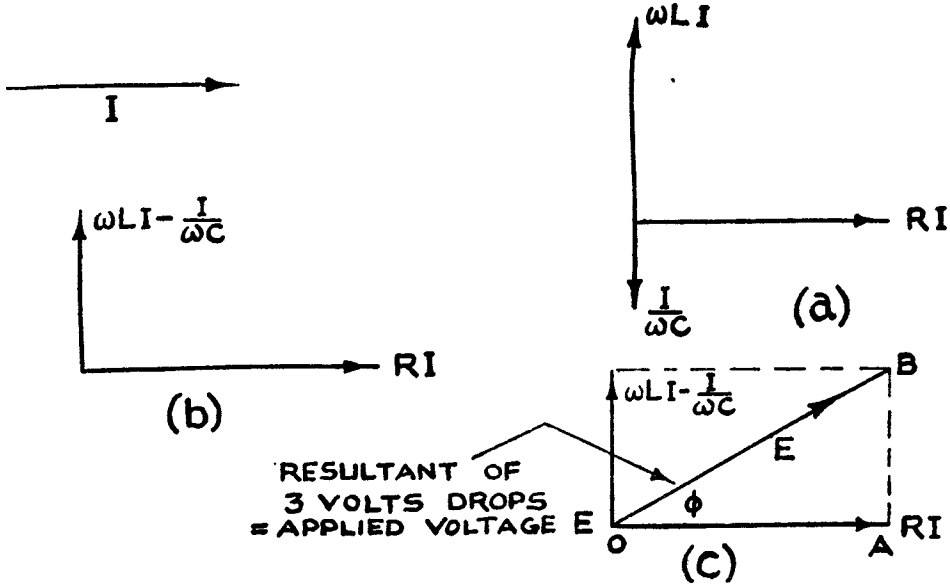 I
ωLI
RI
I/ωC
(a)
ωLI - I/ωC
RI
(b)
ωLI - I/ωC
B
E
RESULTANT OF
3 VOLTS DROPS
= APPLIED VOLTAGE E
φ
O
A
RI
(c)